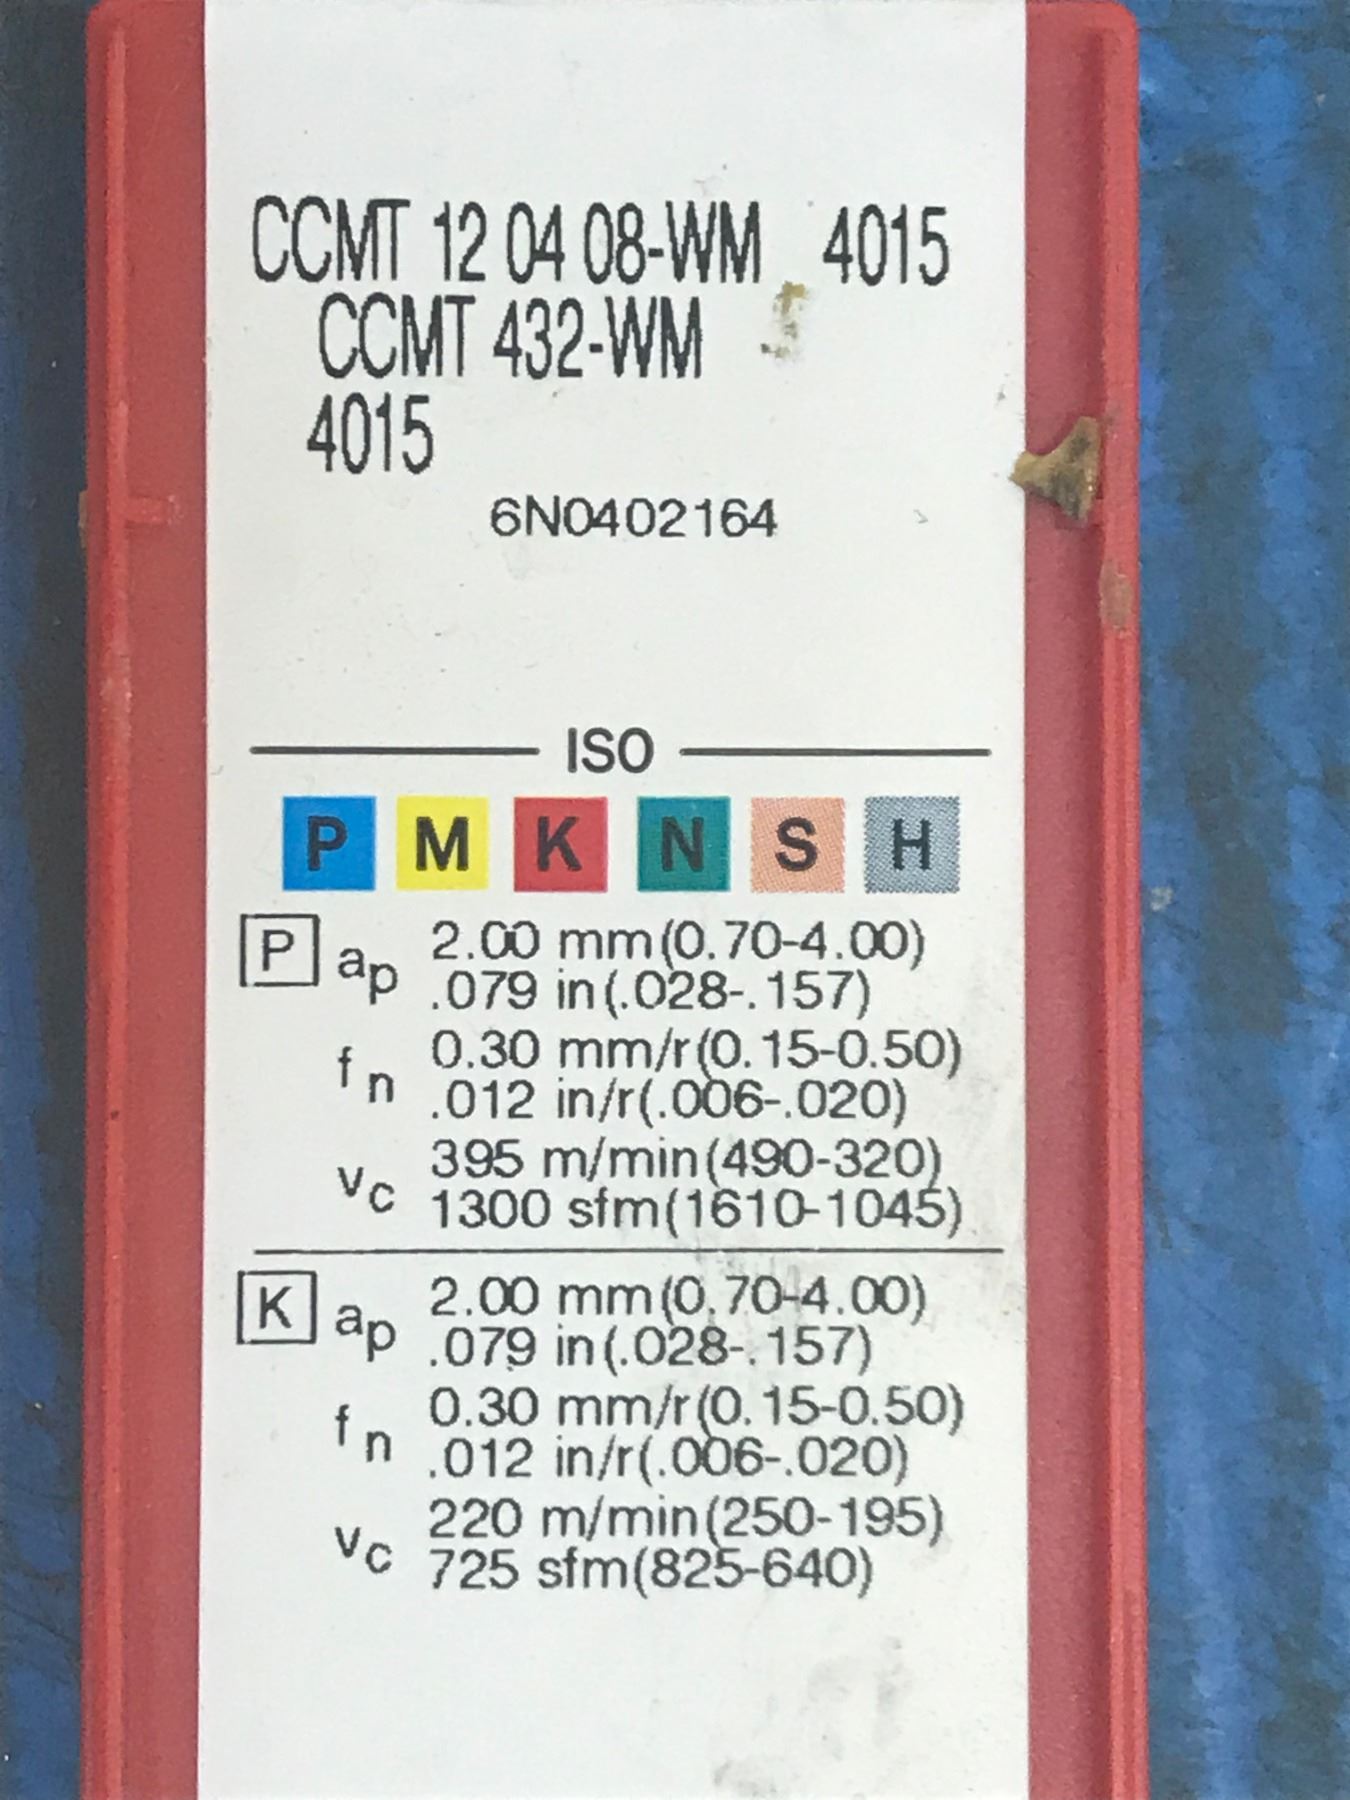 CCMT 12 04 08-WM 4015
CCMT 432-WM
4015
6N0402164
ISO
P M K N S H
P ap 2.00 mm(0.70-4.00)
.079 in(.028-.157)
fn 0.30 mm/r(0.15-0.50)
.012 in/r(.006-.020)
vc 395 m/min(490-320)
1300 sfm(1610-1045)
K ap 2.00 mm(0.70-4.00)
.079 in(.028-.157)
fn 0.30 mm/r(0.15-0.50)
.012 in/r(.006-.020)
vc 220 m/min(250-195)
725 sfm(825-640)